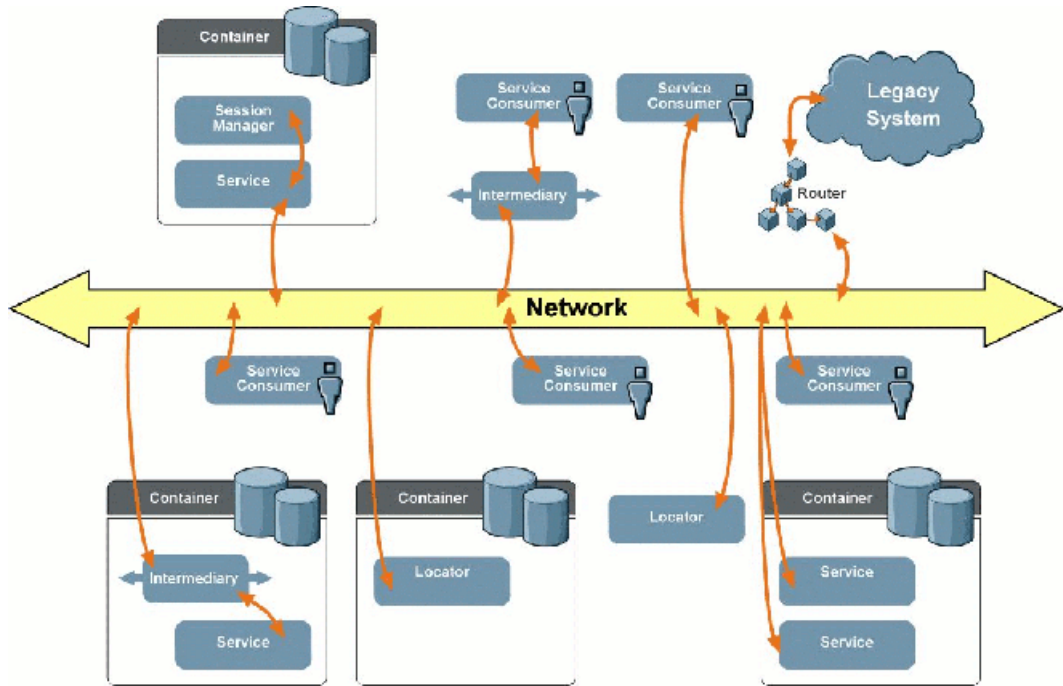 Container
Session
Manager
Service
Service
Consumer
Intermediary
Service
Consumer
Legacy
System
Router
Network
Service
Consumer
Service
Consumer
Service
Consumer
Container
Intermediary
Service
Container
Locator
Locator
Container
Service
Service